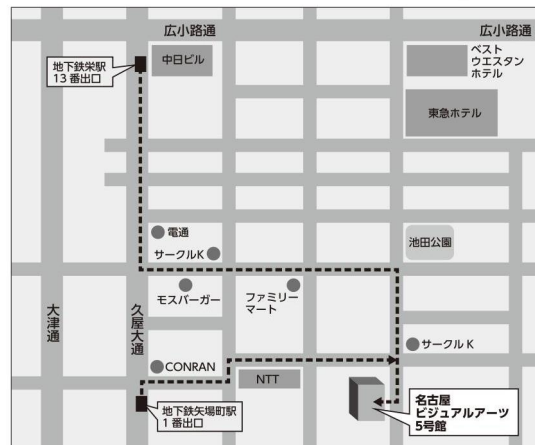 広小路通
広小路通
地下鉄栄駅
13番出口
中日ビル
ベスト
ウエスタン
ホテル
東急ホテル
電通
サークルK
池田公園
モスバーガー
ファミリー
マート
大津通
久屋大通
サークルK
CONRAN
NTT
地下鉄矢場町駅
1番出口
名古屋
ビジュアルアーツ
5号館